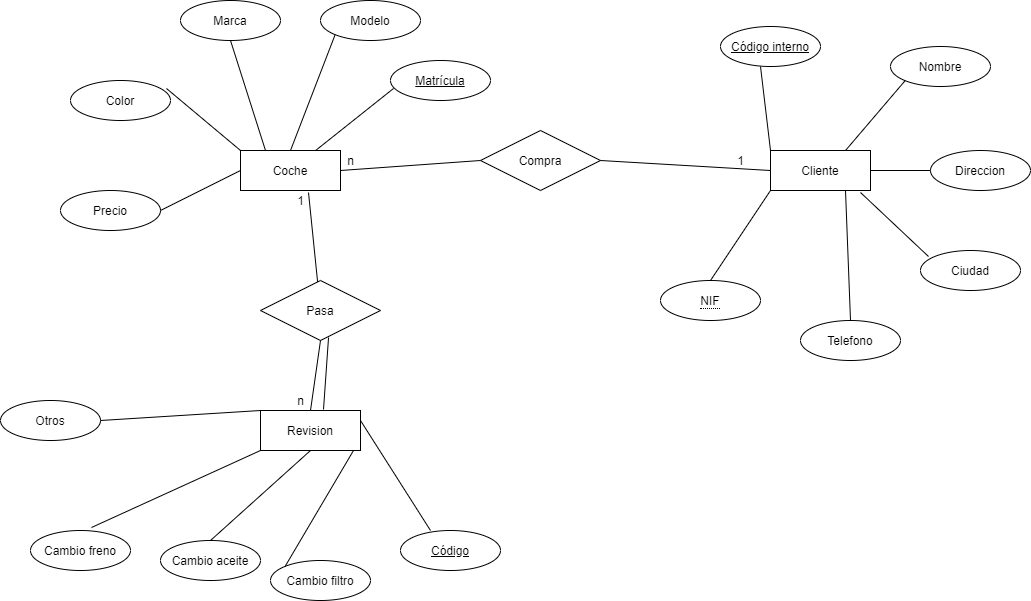 Marca
Modelo
Código interno
Nombre
Matrícula
Color
n
Compra
1
Coche
Cliente
Direccion
1
Precio
Ciudad
NIF
Pasa
Telefono
n
Otros
Revision
Cambio freno
Cambio aceite
Código
Cambio filtro